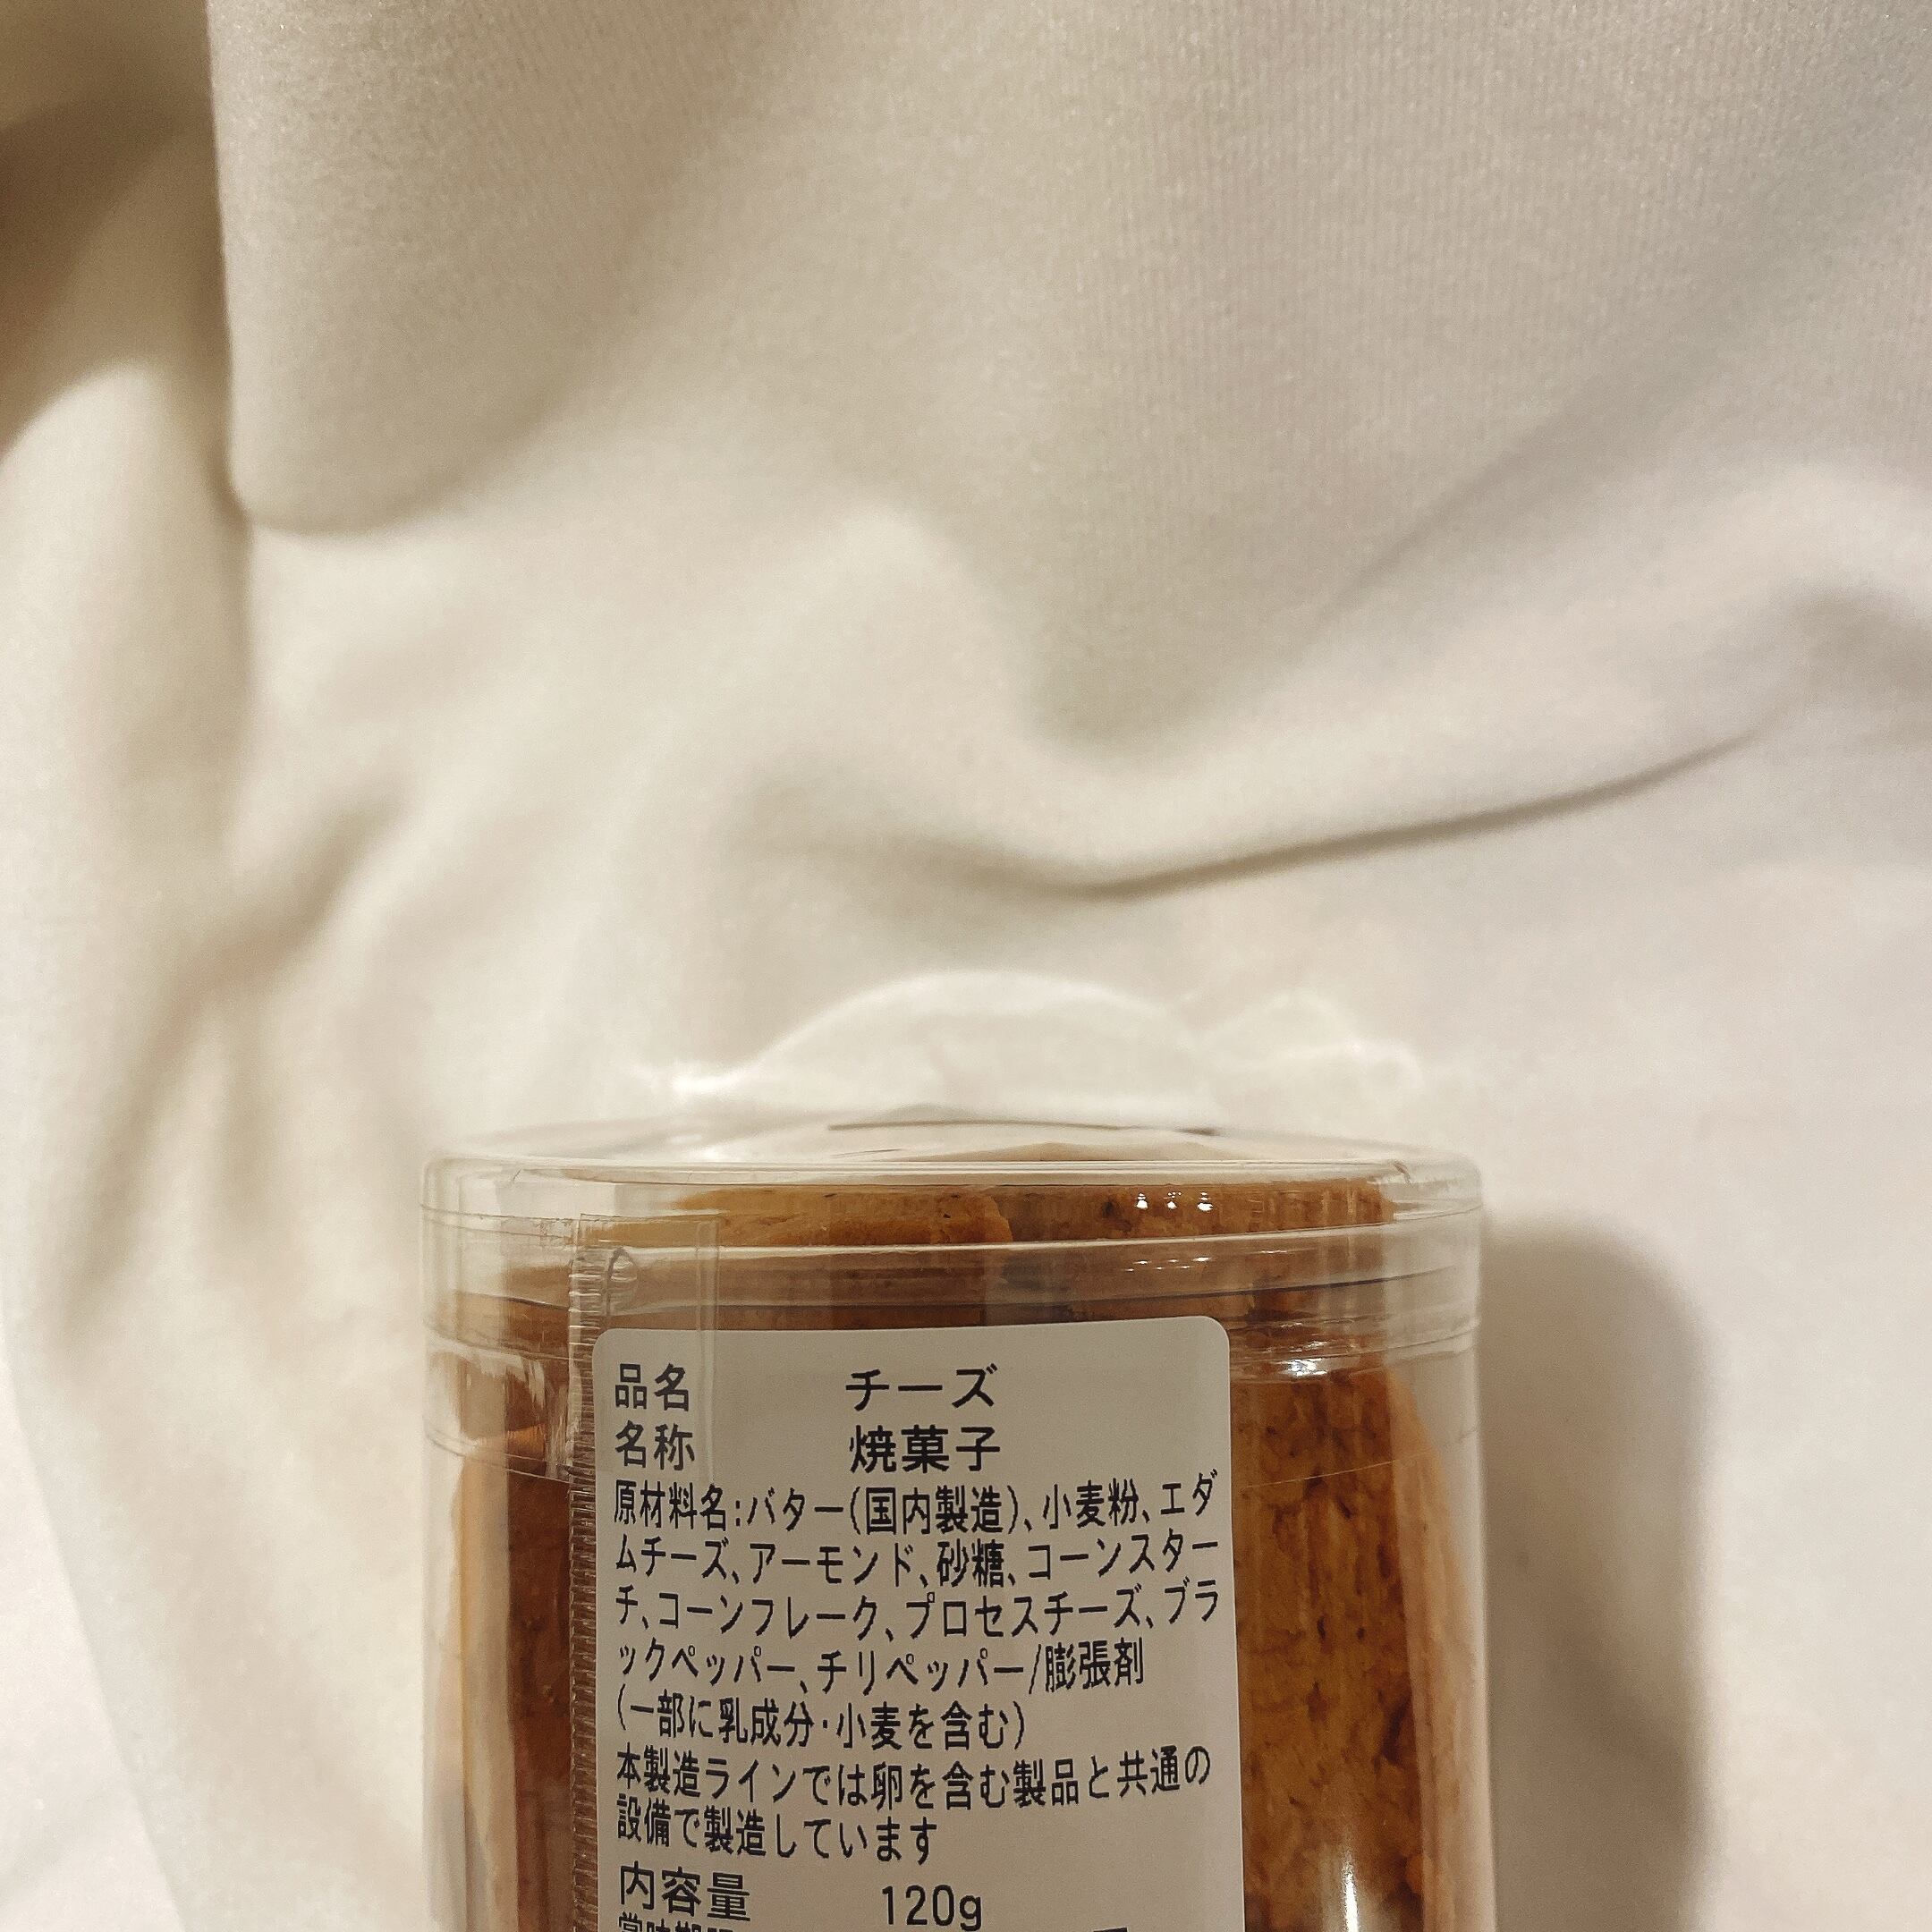 品名 チーズ
名称 焼菓子
原材料名:バター(国内製造)、小麦粉、エダ
ムチーズ、アーモンド、砂糖、コーンスター
チ、コーンフレーク、プロセスチーズ、ブラ
ックペッパー、チリペッパー/膨張剤
(一部に乳成分・小麦を含む)
本製造ラインでは卵を含む製品と共通の
設備で製造しています
内容量 120g